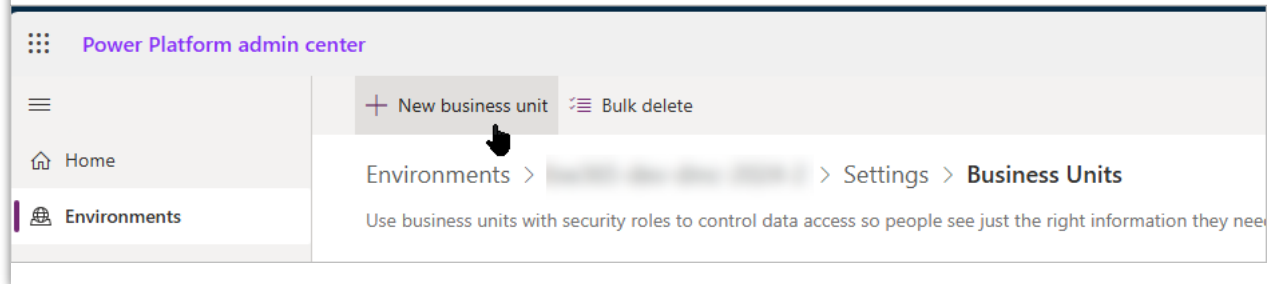 Power Platform admin center
New business unit Bulk delete
Home
Environments > > Settings > Business Units
Environments
Use business units with security roles to control data access so people see just the right information they